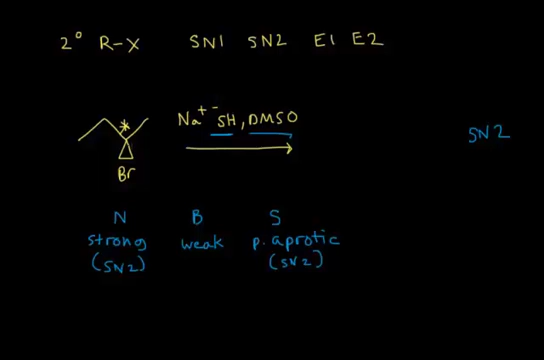 2° R-X SN1 SN2 E1 E2
Na+ -SH, DMSO
*
SN2
Br
N B S
strong weak p. aprotic
(SN2) (SN2)